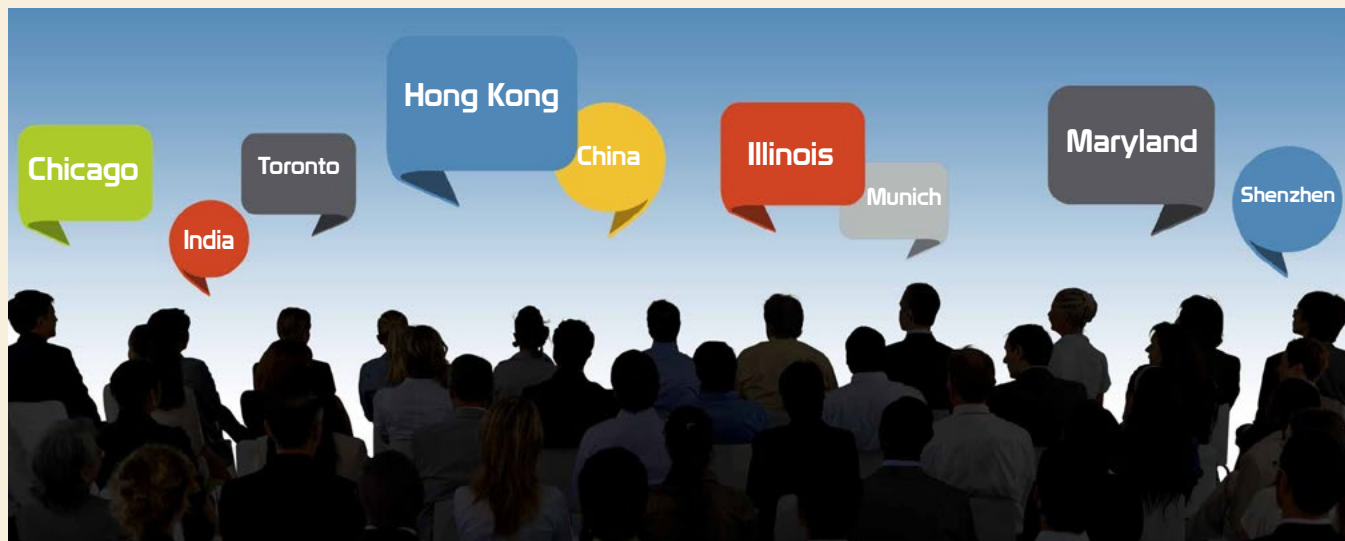 Chicago
India
Toronto
Hong Kong
China
Illinois
Munich
Maryland
Shenzhen